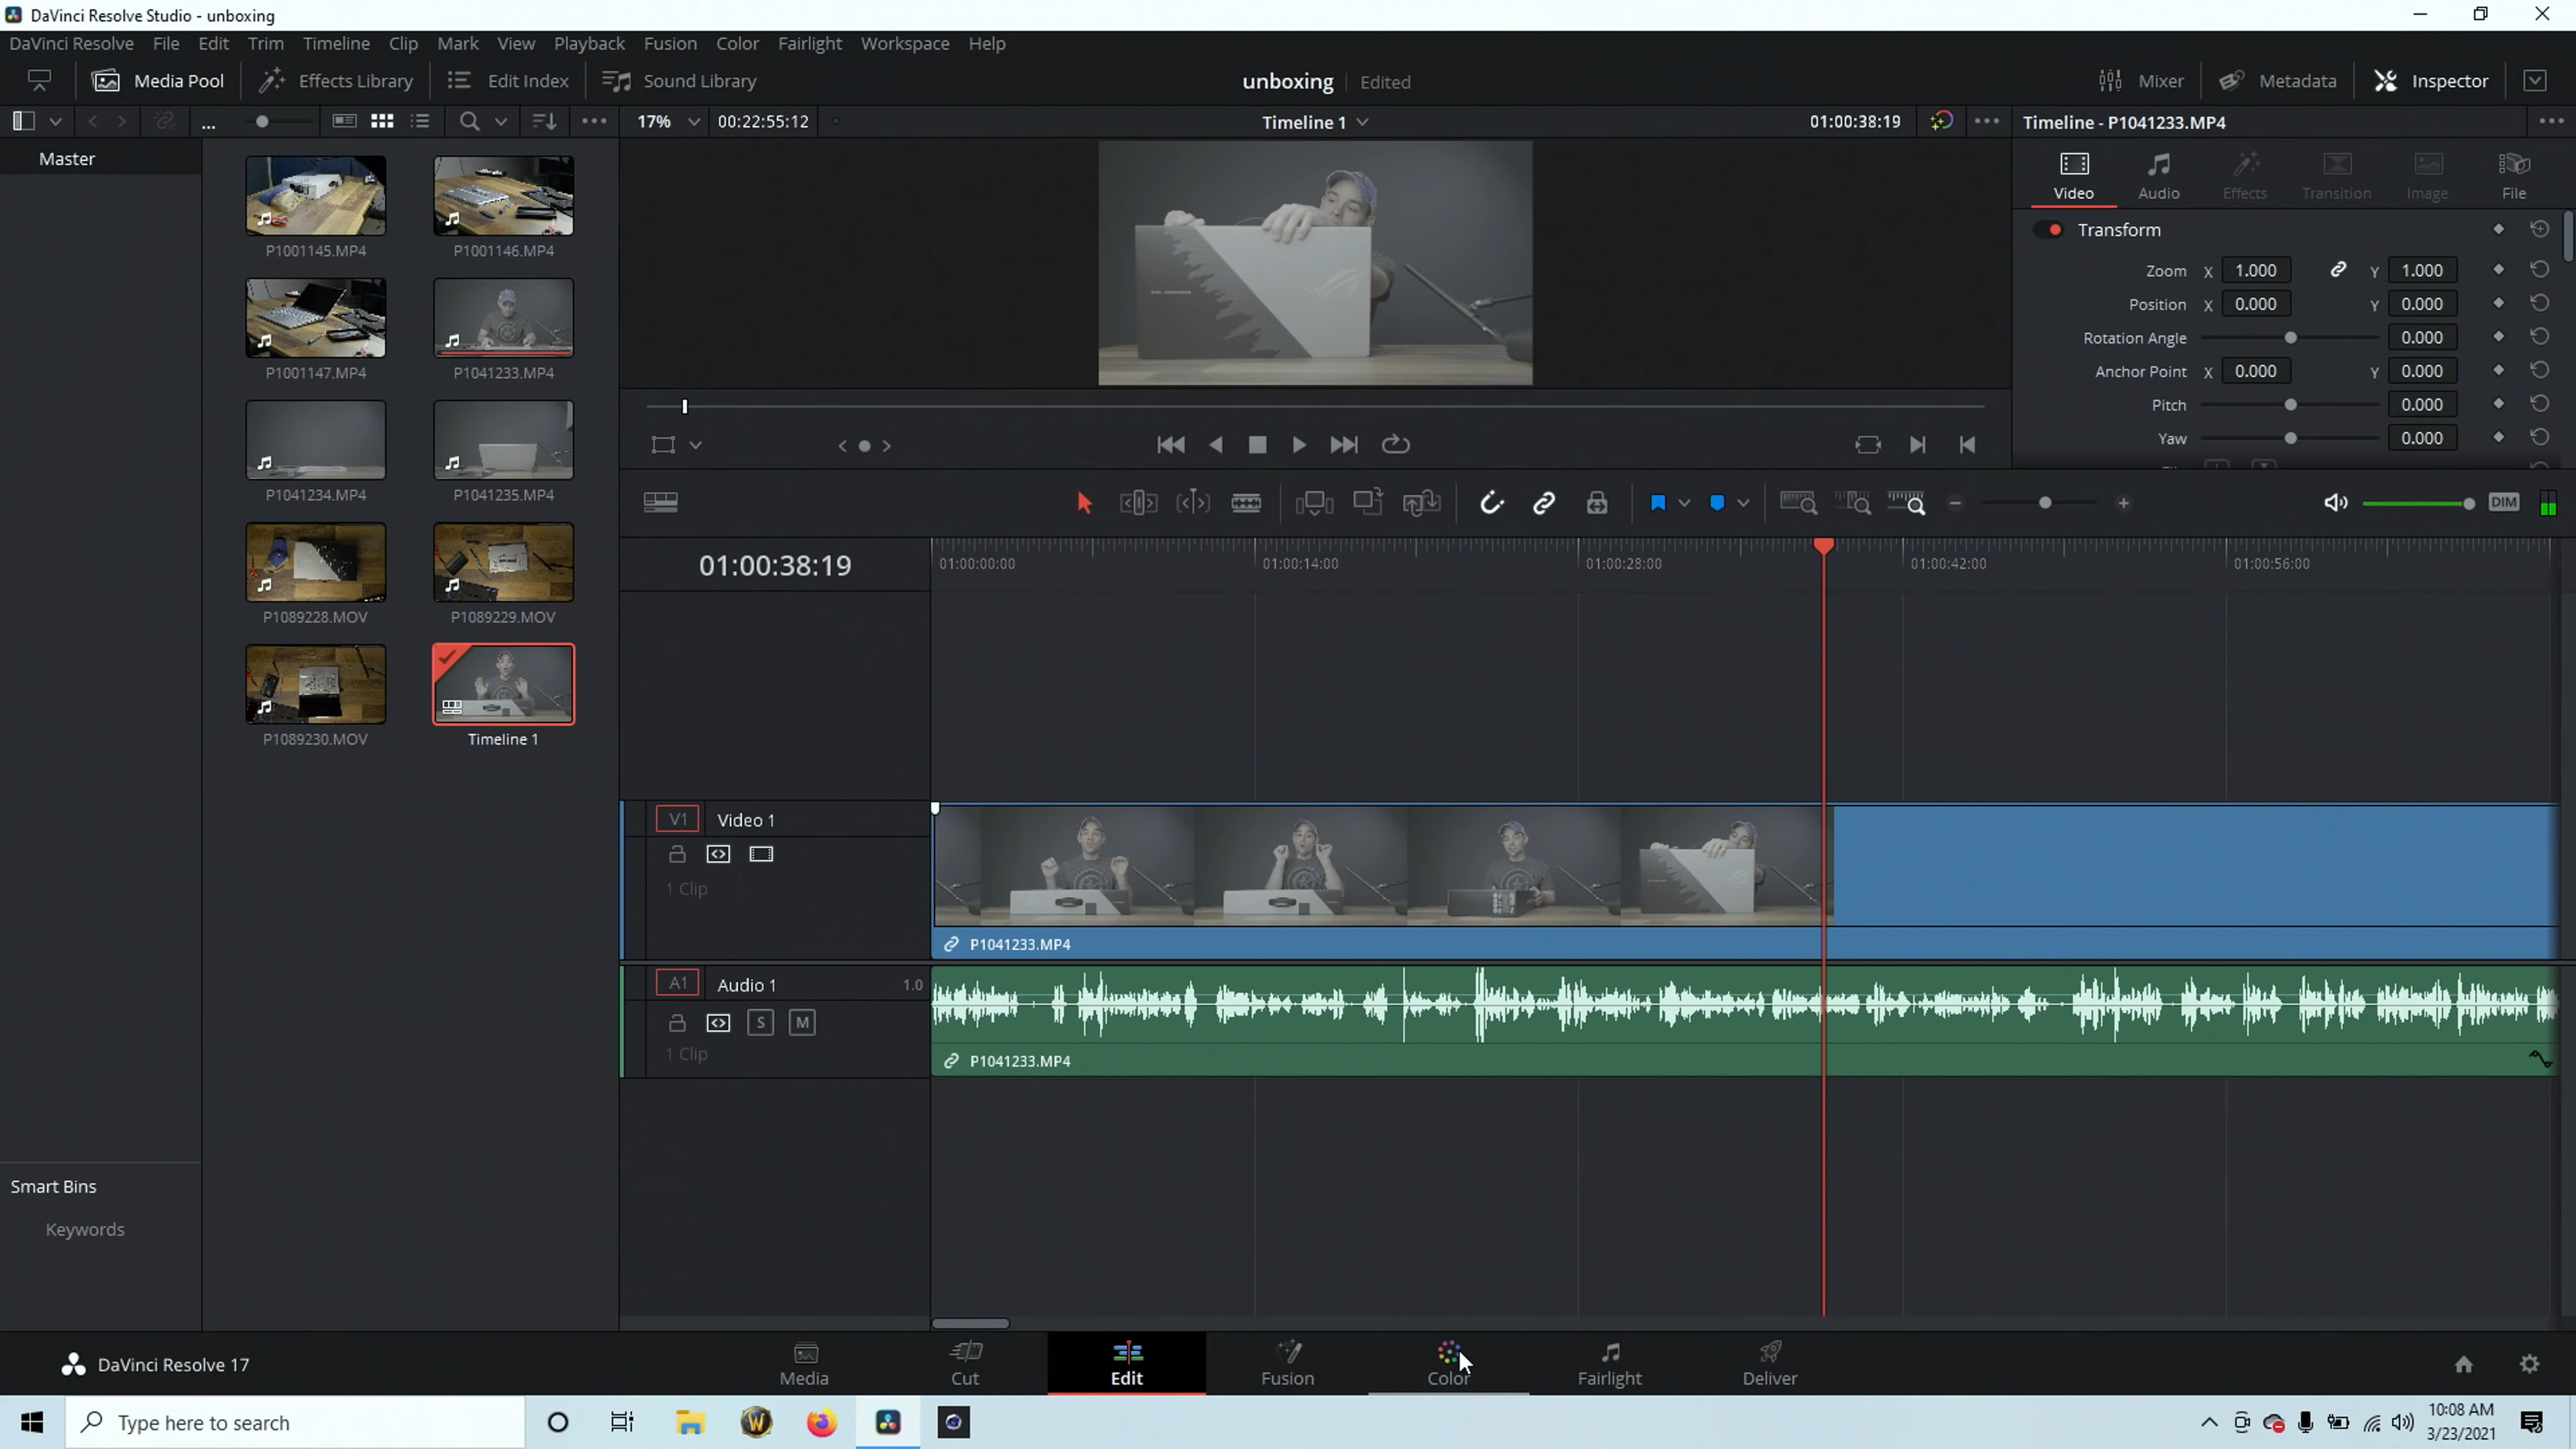 DaVinci Resolve Studio - unboxing
DaVinci Resolve File Edit Trim Timeline Clip Mark View Playback Fusion Color Fairlight Workspace Help
Media Pool Effects Library Edit Index Sound Library unboxing Edited Mixer Metadata Inspector
... 17% 00:22:55:12 Timeline 1 01:00:38:19 Timeline - P1041233.MP4
Master
Video Audio Effects Transition Image File
P1001145.MP4 P1001146.MP4
Transform
Zoom X 1.000 Y 1.000
Position X 0.000 Y 0.000
Rotation Angle 0.000
P1001147.MP4 P1041233.MP4
Anchor Point X 0.000 Y 0.000
Pitch 0.000
Yaw 0.000
P1041234.MP4 P1041235.MP4
DIM
01:00:38:19 01:00:00:00 01:00:14:00 01:00:28:00 01:00:42:00 01:00:56:00
P1089228.MOV P1089229.MOV
P1089230.MOV Timeline 1
V1 Video 1
1 Clip
P1041233.MP4
A1 Audio 1 1.0
S M
1 Clip
P1041233.MP4
Smart Bins
Keywords
DaVinci Resolve 17
Media Cut Edit Fusion Color Fairlight Deliver
Type here to search
W
10:08 AM
3/23/2021